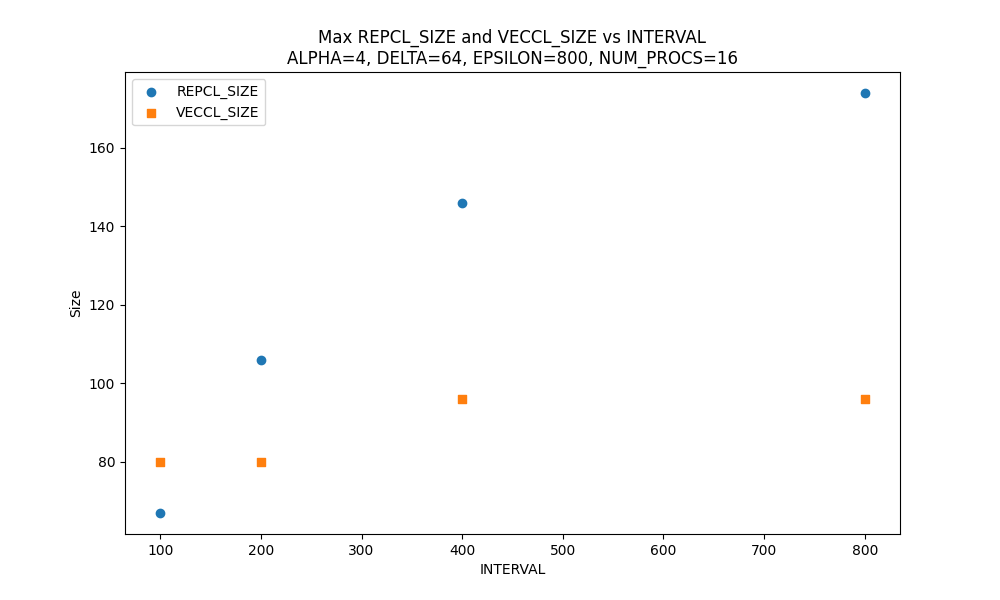 Max REPCL_SIZE and VECCL_SIZE vs INTERVAL
ALPHA=4, DELTA=64, EPSILON=800, NUM_PROCS=16
REPCL_SIZE
VECCL_SIZE
160
140
120
100
80
Size
100 200 300 400 500 600 700 800
INTERVAL